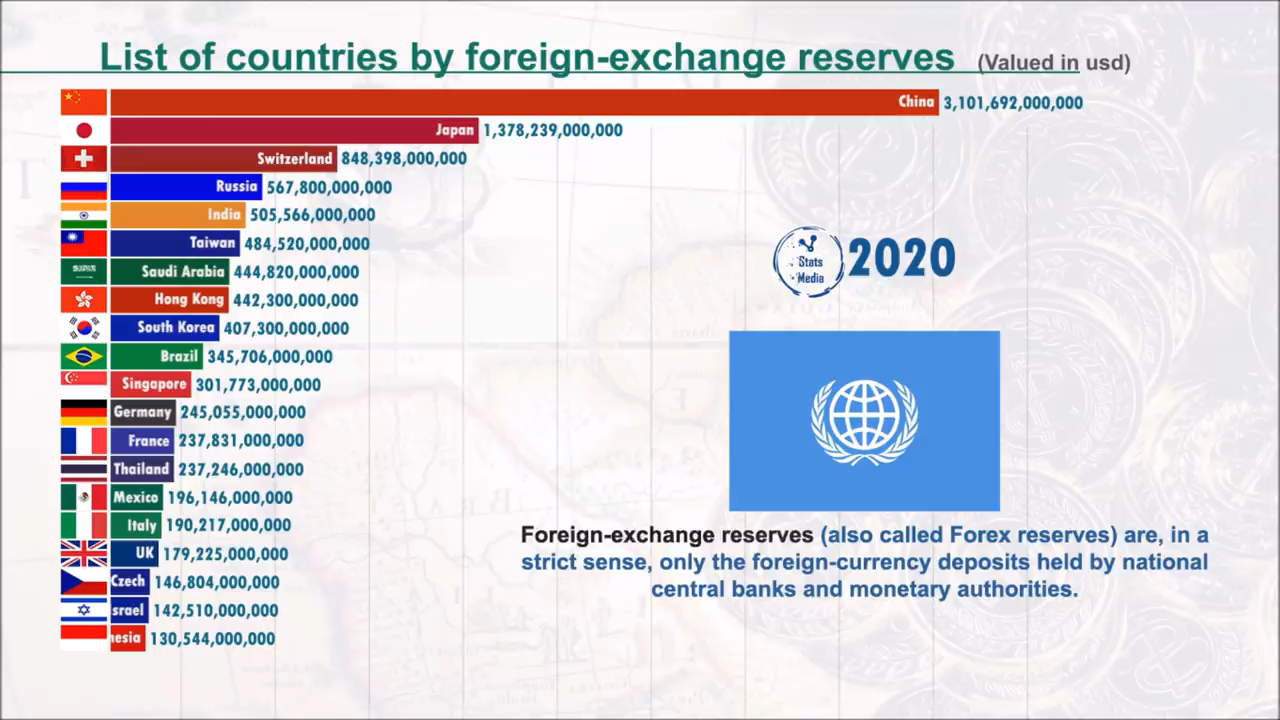 List of countries by foreign-exchange reserves (Valued in usd)
China 3,101,692,000,000
Japan 1,378,239,000,000
Switzerland 848,398,000,000
Russia 567,800,000,000
India 505,566,000,000
Taiwan 484,520,000,000
Saudi Arabia 444,820,000,000
Hong Kong 442,300,000,000
South Korea 407,300,000,000
Brazil 345,706,000,000
Singapore 301,773,000,000
Germany 245,055,000,000
France 237,831,000,000
Thailand 237,246,000,000
Mexico 196,146,000,000
Italy 190,217,000,000
UK 179,225,000,000
Czech 146,804,000,000
srael 142,510,000,000
nesia 130,544,000,000
Stats
Media
2020
Foreign-exchange reserves (also called Forex reserves) are, in a
strict sense, only the foreign-currency deposits held by national
central banks and monetary authorities.